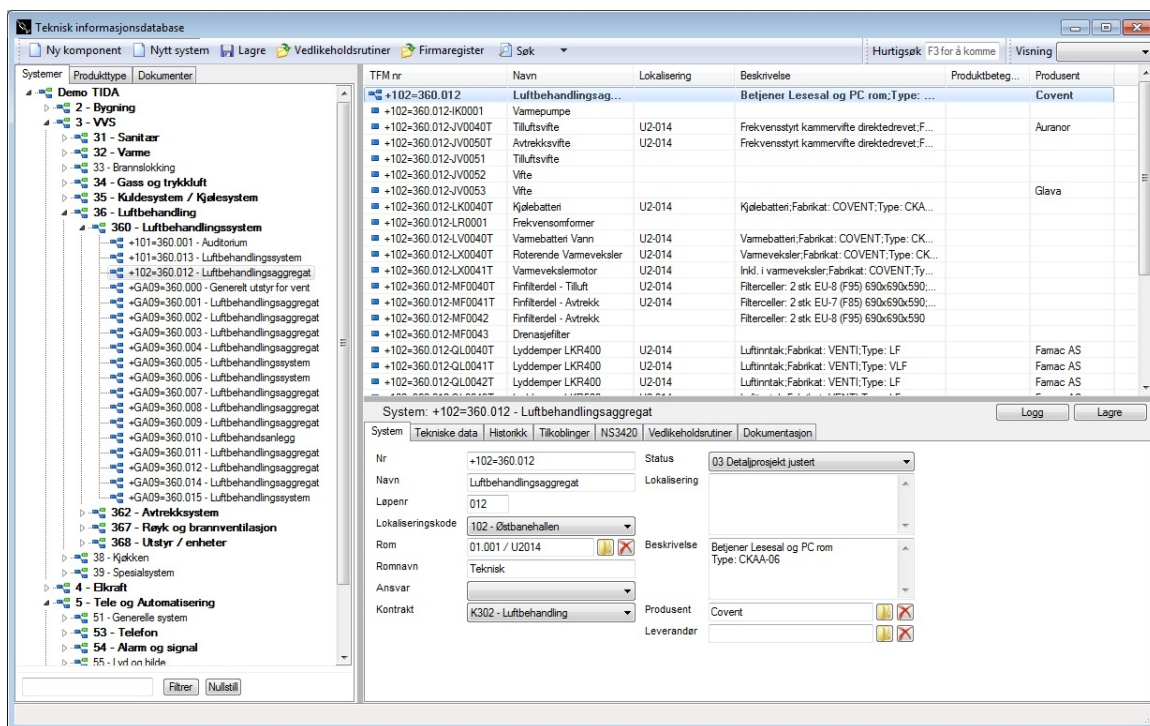 Teknisk informasjonsdatabase
Ny komponent Nytt system Lagre Vedlikeholdsrutiner Firmaregister Søk Hurtigsøk F3 for å komme Visning
Systemer Produkttype Dokumenter
Demo TIDA
2 - Bygning
3 - VVS
31 - Sanitær
32 - Varme
33 - Brannslokking
34 - Gass og trykkluft
35 - Kuldesystem / Kjølesystem
36 - Luftbehandling
360 - Luftbehandlingssystem
+101=360.001 - Auditorium
+101=360.013 - Luftbehandlingssystem
+102=360.012 - Luftbehandlingsaggregat
+GA09=360.000 - Generelt utstyr for vent
+GA09=360.001 - Luftbehandlingsaggregat
+GA09=360.002 - Luftbehandlingsaggregat
+GA09=360.003 - Luftbehandlingsaggregat
+GA09=360.004 - Luftbehandlingsaggregat
+GA09=360.005 - Luftbehandlingssystem
+GA09=360.006 - Luftbehandlingssystem
+GA09=360.007 - Luftbehandlingsaggregat
+GA09=360.008 - Luftbehandlingsaggregat
+GA09=360.009 - Luftbehandlingsaggregat
+GA09=360.010 - Luftbehandsanlegg
+GA09=360.011 - Luftbehandlingsaggregat
+GA09=360.012 - Luftbehandlingsaggregat
+GA09=360.014 - Luftbehandlingsaggregat
+GA09=360.015 - Luftbehandlingssystem
362 - Avtrekksystem
367 - Røyk og brannventilasjon
368 - Utstyr / enheter
38 - Kjøkken
39 - Spesialsystem
4 - Elkraft
5 - Tele og Automatisering
51 - Generelle system
53 - Telefon
54 - Alarm og signal
55 - Lyd og bilde
Filtrer Nullstill
TFM nr Navn Lokalisering Beskrivelse Produktbeteg... Produsent
+102=360.012 Luftbehandlingsag... Betjener Lesesal og PC rom;Type: ... Covent
+102=360.012-IK0001 Varmepumpe
+102=360.012-JV0040T Tilluftsvifte U2-014 Frekvensstyrt kammervifte direktedrevet;F... Auranor
+102=360.012-JV0050T Avtrekksvifte U2-014 Frekvensstyrt kammervifte direktedrevet;F...
+102=360.012-JV0051 Tilluftsvifte
+102=360.012-JV0052 Vifte
+102=360.012-JV0053 Vifte Glava
+102=360.012-LK0040T Kjølebatteri U2-014 Kjølebatteri;Fabrikat: COVENT;Type: CKA...
+102=360.012-LR0001 Frekvensomformer
+102=360.012-LV0040T Varmebatteri Vann U2-014 Varmebatteri;Fabrikat: COVENT;Type: CK...
+102=360.012-LX0040T Roterende Varmeveksler U2-014 Varmeveksler;Fabrikat: COVENT;Type: CK...
+102=360.012-LX0041T Varmevekslermotor U2-014 Inkl. i varmeveksler;Fabrikat: COVENT;Ty...
+102=360.012-MF0040T Finfilterdel - Tilluft U2-014 Filterceller: 2 stk EU-8 (F95) 690x690x590;...
+102=360.012-MF0041T Finfilterdel - Avtrekk U2-014 Filterceller: 2 stk EU-7 (F85) 690x690x590;...
+102=360.012-MF0042 Finfilterdel - Avtrekk Filterceller: 2 stk EU-8 (F95) 690x690x590
+102=360.012-MF0043 Drenasjefilter
+102=360.012-QL0040T Lyddemper LKR400 U2-014 Luftinntak;Fabrikat: VENTI;Type: LF Famac AS
+102=360.012-QL0041T Lyddemper LKR400 U2-014 Luftinntak;Fabrikat: VENTI;Type: VLF Famac AS
+102=360.012-QL0042T Lyddemper LKR400 U2-014 Luftinntak;Fabrikat: VENTI;Type: LF Famac AS
System: +102=360.012 - Luftbehandlingsaggregat Logg Lagre
System Tekniske data Historikk Tilkoblinger NS3420 Vedlikeholdsrutiner Dokumentasjon
Nr +102=360.012 Status 03 Detaljprosjekt justert
Navn Luftbehandlingsaggregat Lokalisering
Løpenr 012
Lokaliseringskode 102 - Østbanehallen
Rom 01.001 / U2014 Beskrivelse Betjener Lesesal og PC rom
Type: CKAA-06
Romnavn Teknisk
Ansvar
Kontrakt K302 - Luftbehandling Produsent Covent
Leverandør